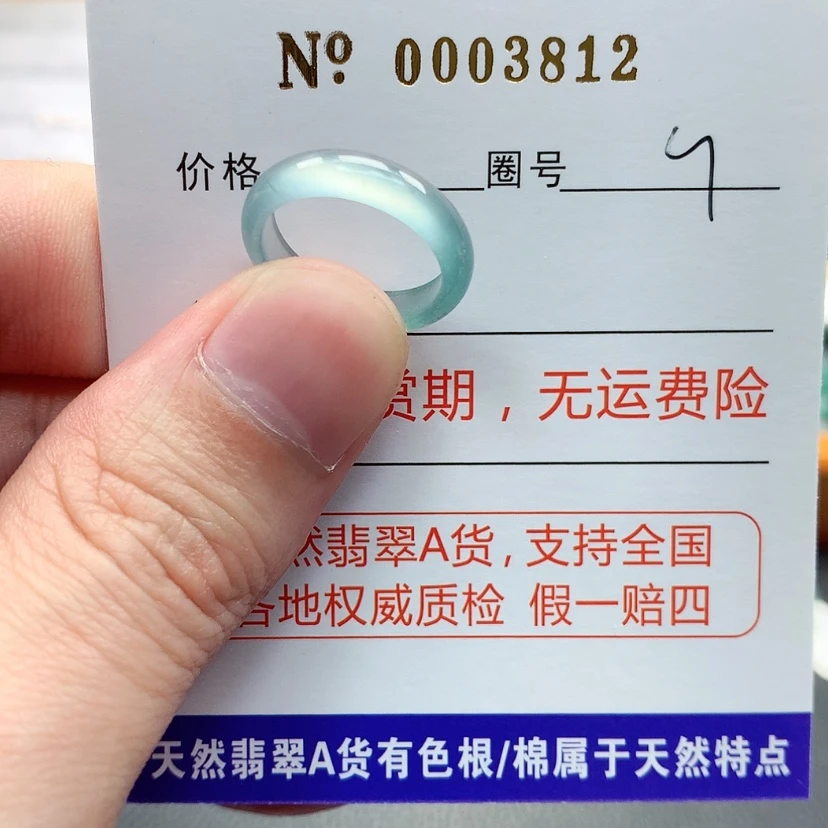 No 0003812
价格 圈号 9
赏期，无运费险
然翡翠A货，支持全国
各地权威质检 假一赔四
天然翡翠A货有色根/棉属于天然特点